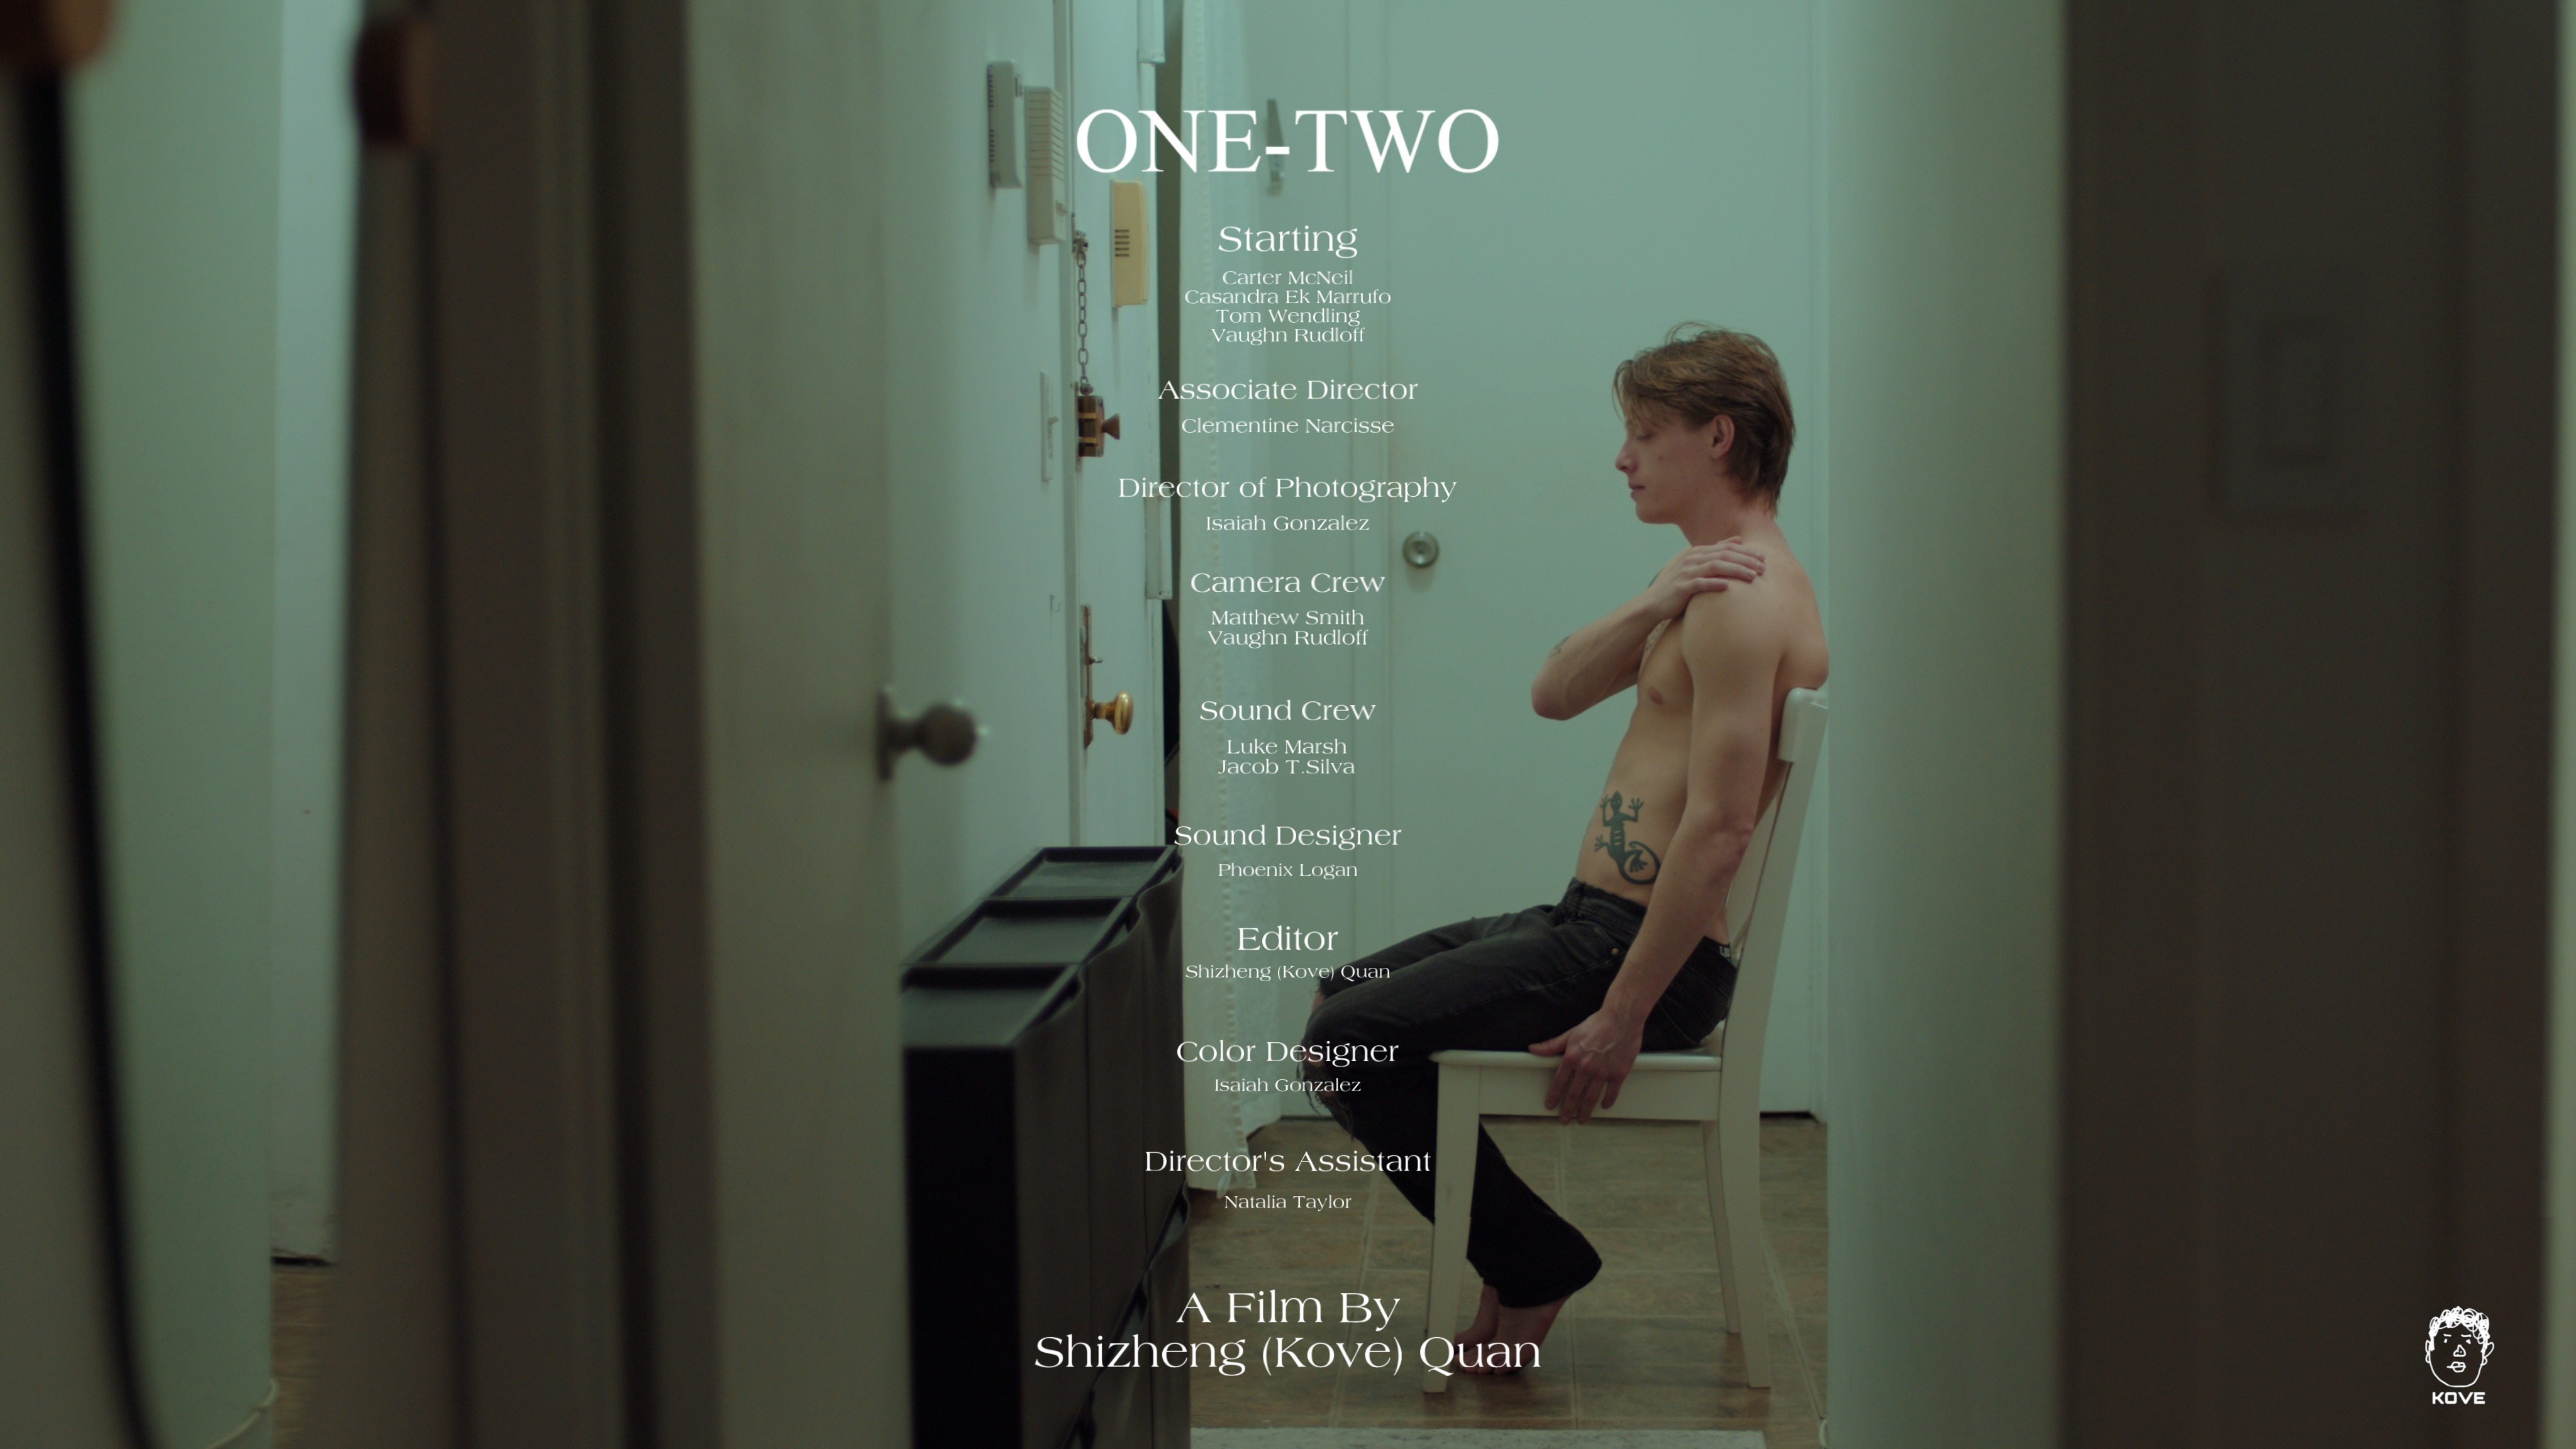 ONE-TWO
Starting
Carter McNeil
Casandra Ek Marrufo
Tom Wendling
Vaughn Rudloff
Associate Director
Clementine Narcisse
Director of Photography
Isaiah Gonzalez
Camera Crew
Matthew Smith
Vaughn Rudloff
Sound Crew
Luke Marsh
Jacob T.Silva
Sound Designer
Phoenix Logan
Editor
Shizheng (Kove) Quan
Color Designer
Isaiah Gonzalez
Director's Assistant
Natalia Taylor
A Film By
Shizheng (Kove) Quan
KOVE